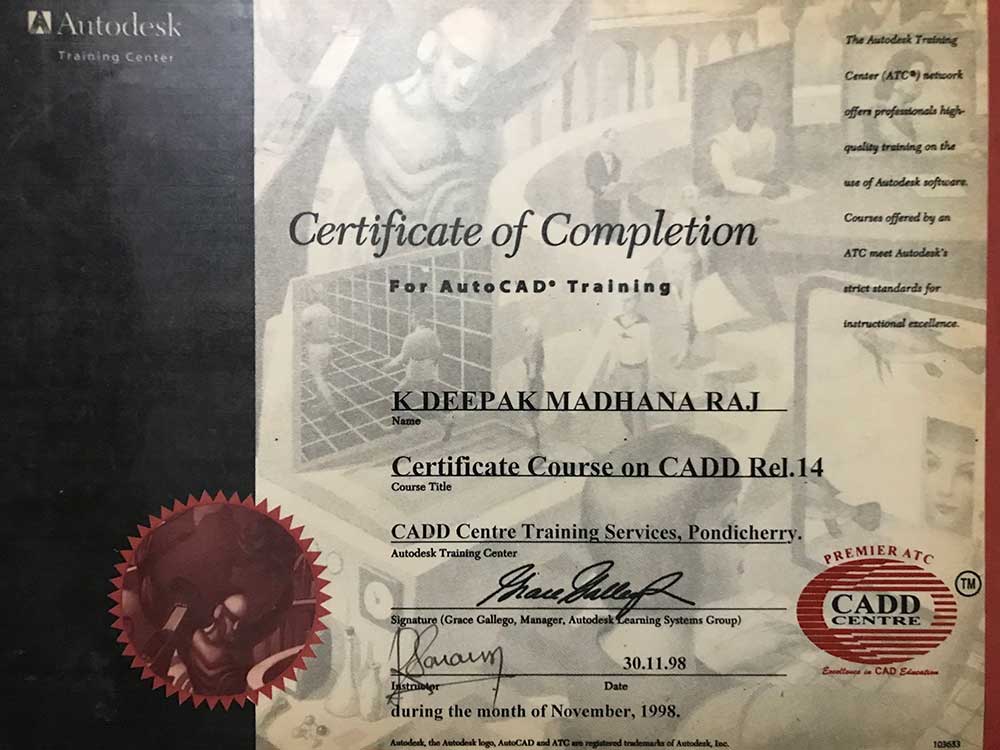 Autodesk
Training Center
The Autodesk Training
Center (ATC®) network
offers professionals high-
quality training on the
use of Autodesk software.
Courses offered by an
ATC meet Autodesk's
strict standards for
instructional excellence.
Certificate of Completion
For AutoCAD® Training
K DEEPAK MADHANA RAJ
Name
Certificate Course on CADD Rel.14
Course Title
CADD Centre Training Services, Pondicherry.
Autodesk Training Center
Grace Gallego
Signature (Grace Gallego, Manager, Autodesk Learning Systems Group)
30.11.98
Instructor Date
during the month of November, 1998.
PREMIER ATC
TM
CADD
CENTRE
Excellence in CAD Education
Autodesk, the Autodesk logo, AutoCAD and ATC are registered trademarks of Autodesk, Inc.
103633